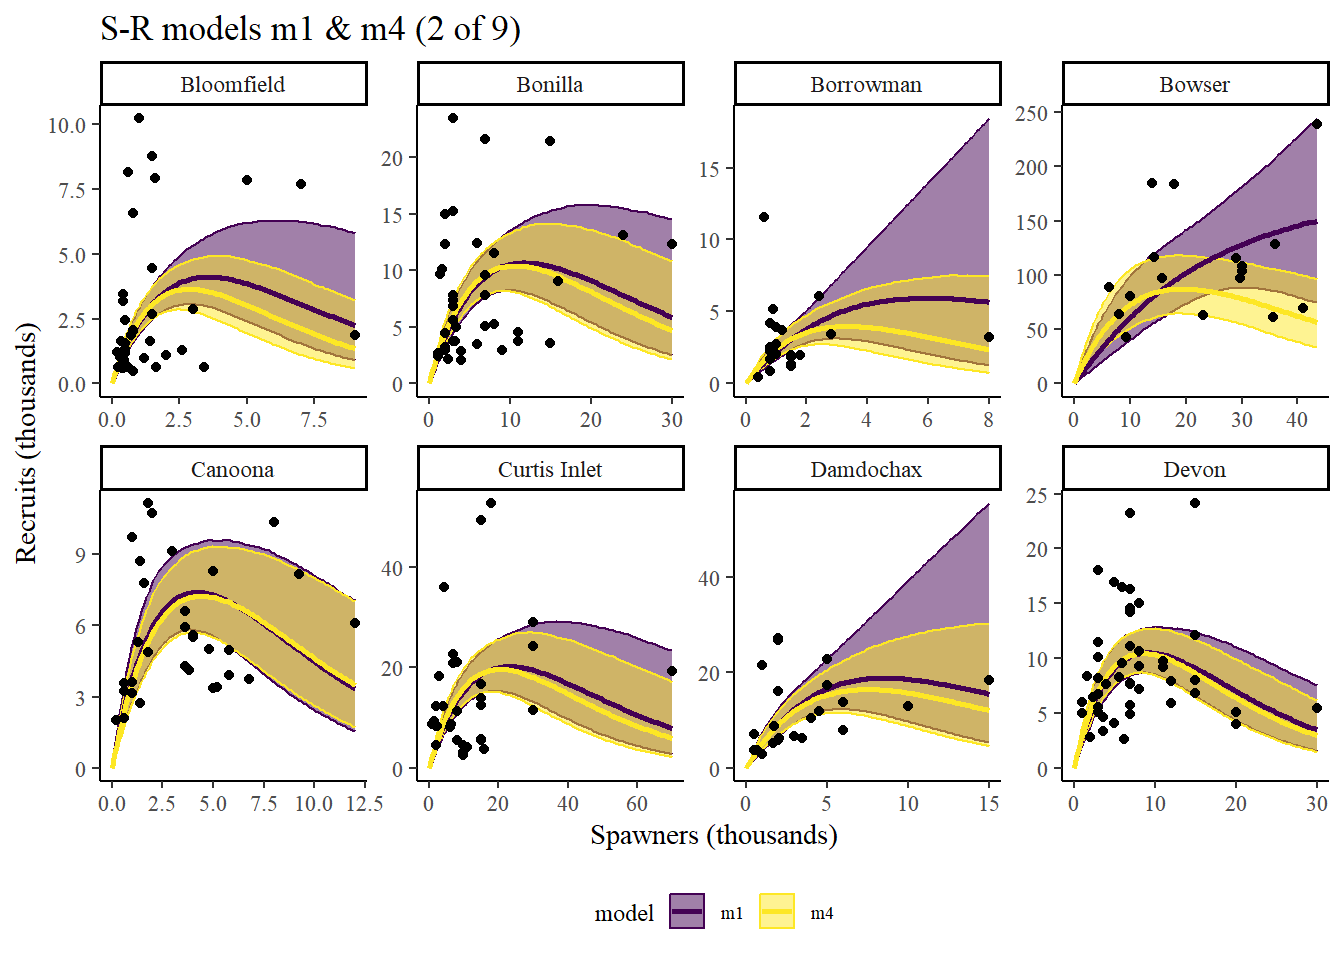 S-R models m1 & m4 (2 of 9)
Bloomfield Bonilla Borrowman Bowser
10.0 7.5 5.0 2.5 0.0
20 15 10 5 0
15 10 5 0
250 200 150 100 50 0
0.0 2.5 5.0 7.5
0 10 20 30
0 2 4 6 8
0 10 20 30 40
Recruits (thousands)
Canoona Curtis Inlet Damdochax Devon
9 6 3 0
40 20 0
40 20 0
25 20 15 10 5 0
0.0 2.5 5.0 7.5 10.0 12.5
0 20 40 60
0 5 10 15
0 10 20 30
Spawners (thousands)
model m1 m4